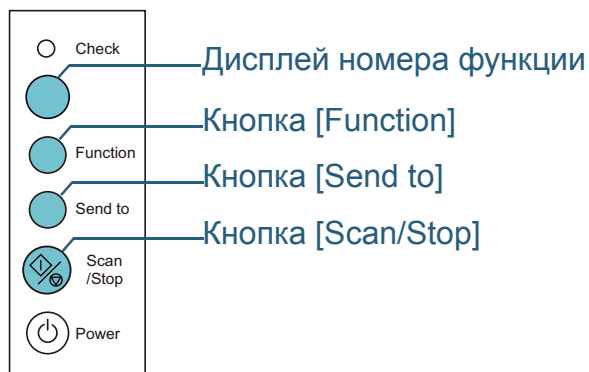 Check
Дисплей номера функции
Кнопка [Function]
Function
Кнопка [Send to]
Send to
Кнопка [Scan/Stop]
Scan
/Stop
Power